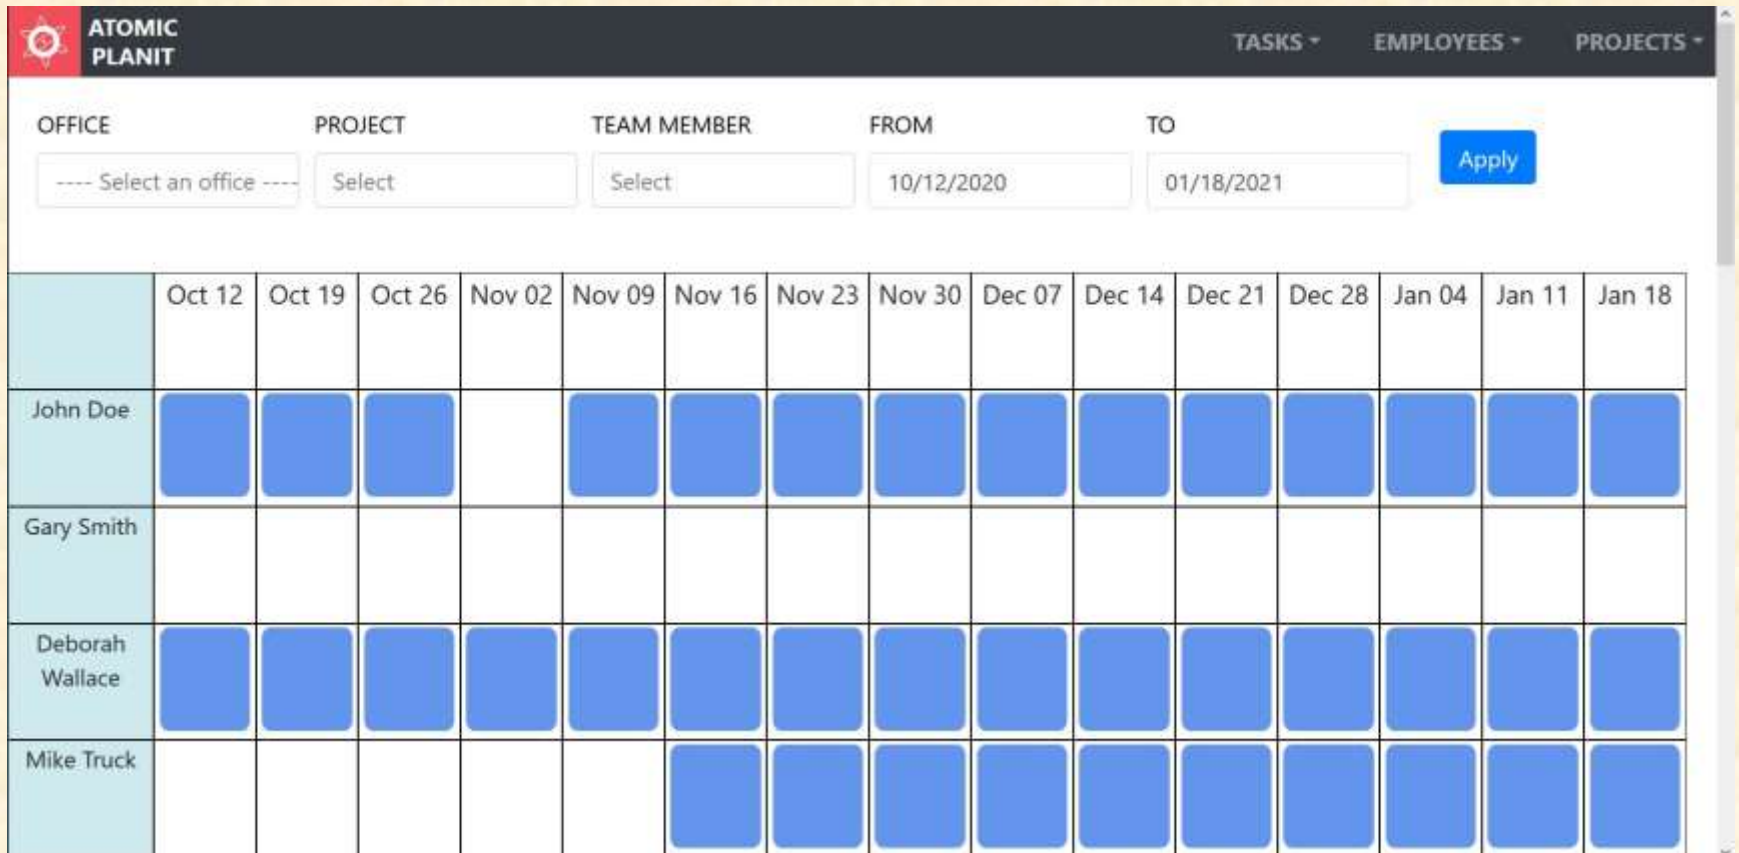 ATOMIC
PLANIT
TASKS EMPLOYEES PROJECTS
OFFICE PROJECT TEAM MEMBER FROM TO
---- Select an office ---- Select Select 10/12/2020 01/18/2021 Apply
Oct 12 Oct 19 Oct 26 Nov 02 Nov 09 Nov 16 Nov 23 Nov 30 Dec 07 Dec 14 Dec 21 Dec 28 Jan 04 Jan 11 Jan 18
John Doe
Gary Smith
Deborah
Wallace
Mike Truck